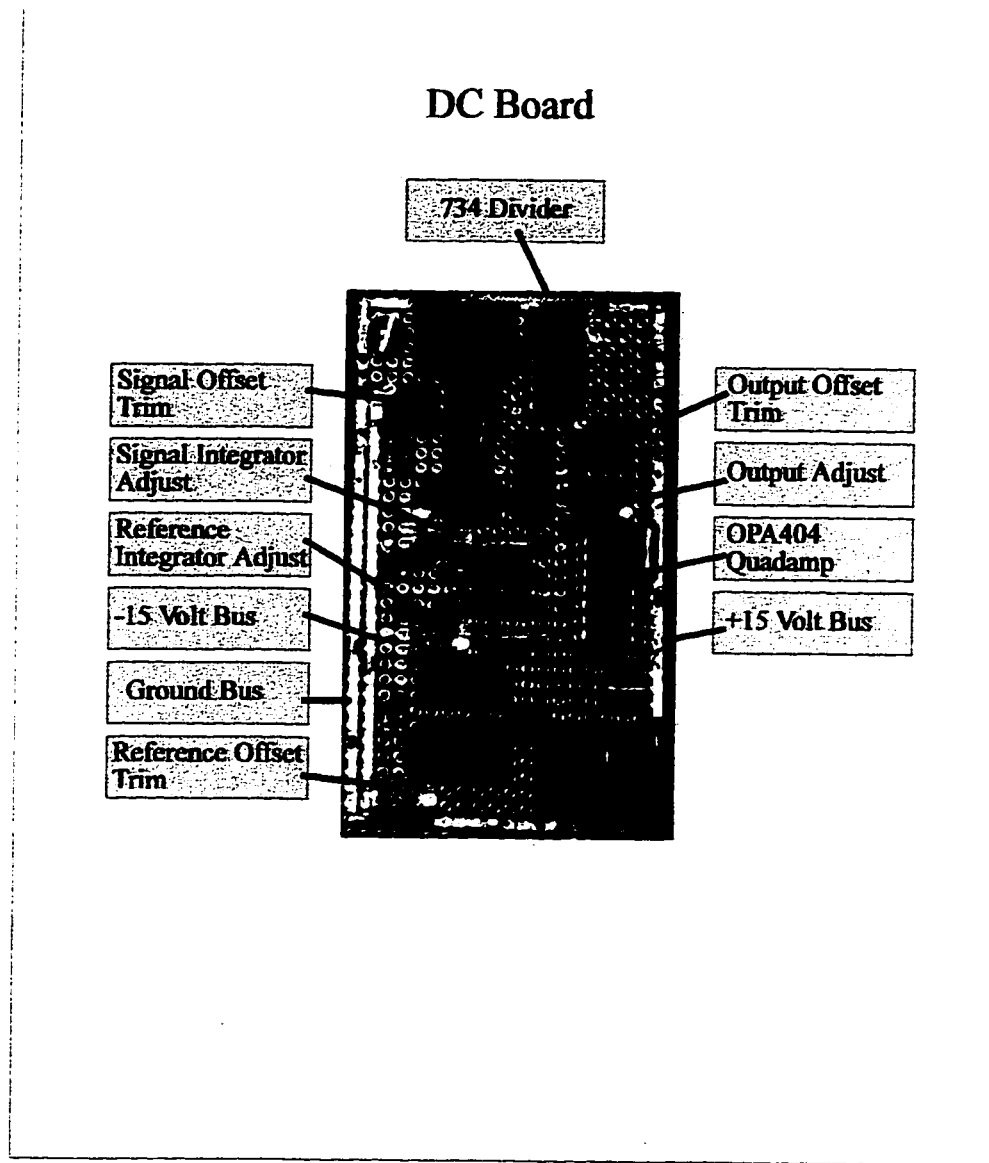 DC Board
734 Divider
Signal Offset
Trim
Signal Integrator
Adjust
Reference
Integrator Adjust
-15 Volt Bus
Ground Bus
Reference Offset
Trim
Output Offset
Trim
Output Adjust
OPA404
Quadamp
+15 Volt Bus